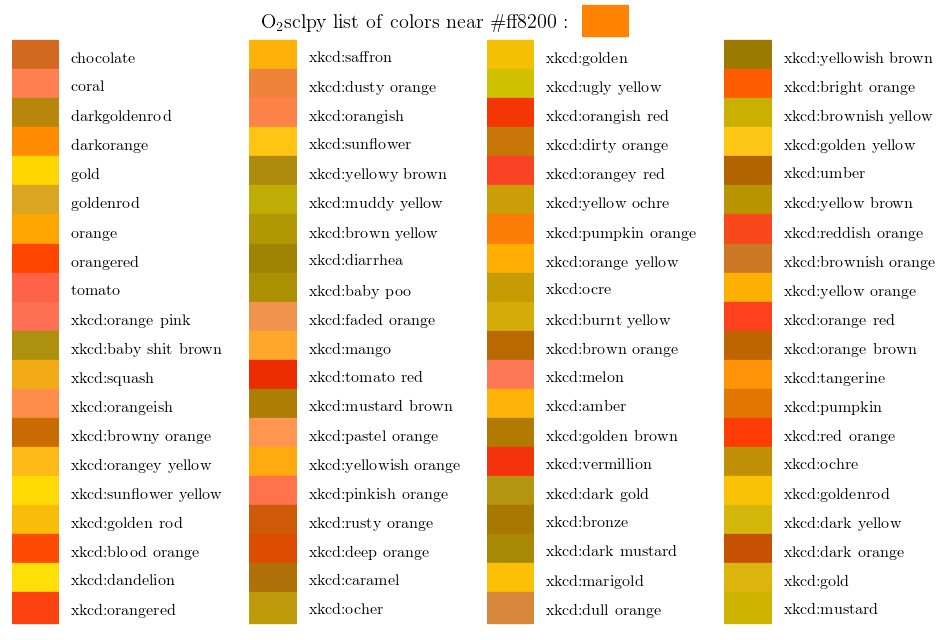 O₂sclpy list of colors near #ff8200 :
chocolate
coral
darkgoldenrod
darkorange
gold
goldenrod
orange
orangered
tomato
xkcd:orange pink
xkcd:baby shit brown
xkcd:squash
xkcd:orangeish
xkcd:browny orange
xkcd:orangey yellow
xkcd:sunflower yellow
xkcd:golden rod
xkcd:blood orange
xkcd:dandelion
xkcd:orangered
xkcd:saffron
xkcd:dusty orange
xkcd:orangish
xkcd:sunflower
xkcd:yellowy brown
xkcd:muddy yellow
xkcd:brown yellow
xkcd:diarrhea
xkcd:baby poo
xkcd:faded orange
xkcd:mango
xkcd:tomato red
xkcd:mustard brown
xkcd:pastel orange
xkcd:yellowish orange
xkcd:pinkish orange
xkcd:rusty orange
xkcd:deep orange
xkcd:caramel
xkcd:ocher
xkcd:golden
xkcd:ugly yellow
xkcd:orangish red
xkcd:dirty orange
xkcd:orangey red
xkcd:yellow ochre
xkcd:pumpkin orange
xkcd:orange yellow
xkcd:ocre
xkcd:burnt yellow
xkcd:brown orange
xkcd:melon
xkcd:amber
xkcd:golden brown
xkcd:vermillion
xkcd:dark gold
xkcd:bronze
xkcd:dark mustard
xkcd:marigold
xkcd:dull orange
xkcd:yellowish brown
xkcd:bright orange
xkcd:brownish yellow
xkcd:golden yellow
xkcd:umber
xkcd:yellow brown
xkcd:reddish orange
xkcd:brownish orange
xkcd:yellow orange
xkcd:orange red
xkcd:orange brown
xkcd:tangerine
xkcd:pumpkin
xkcd:red orange
xkcd:ochre
xkcd:goldenrod
xkcd:dark yellow
xkcd:dark orange
xkcd:gold
xkcd:mustard